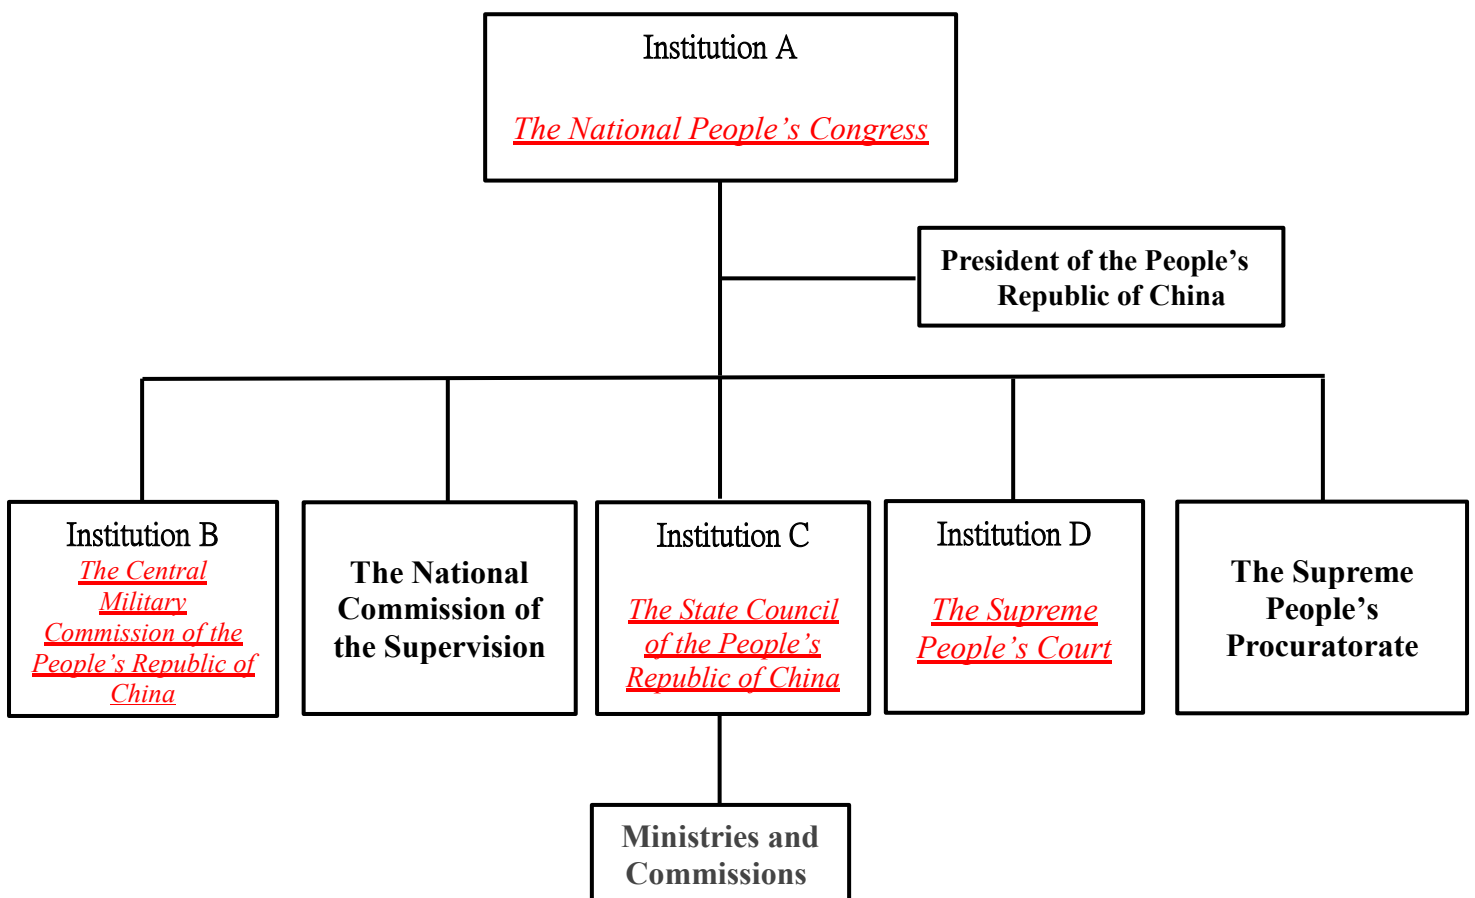 Institution A
The National People’s Congress
President of the People’s
Republic of China
Institution B
The Central
Military
Commission of the
People’s Republic of
China
The National
Commission of
the Supervision
Institution C
The State Council
of the People’s
Republic of China
Institution D
The Supreme
People’s Court
The Supreme
People’s
Procuratorate
Ministries and
Commissions